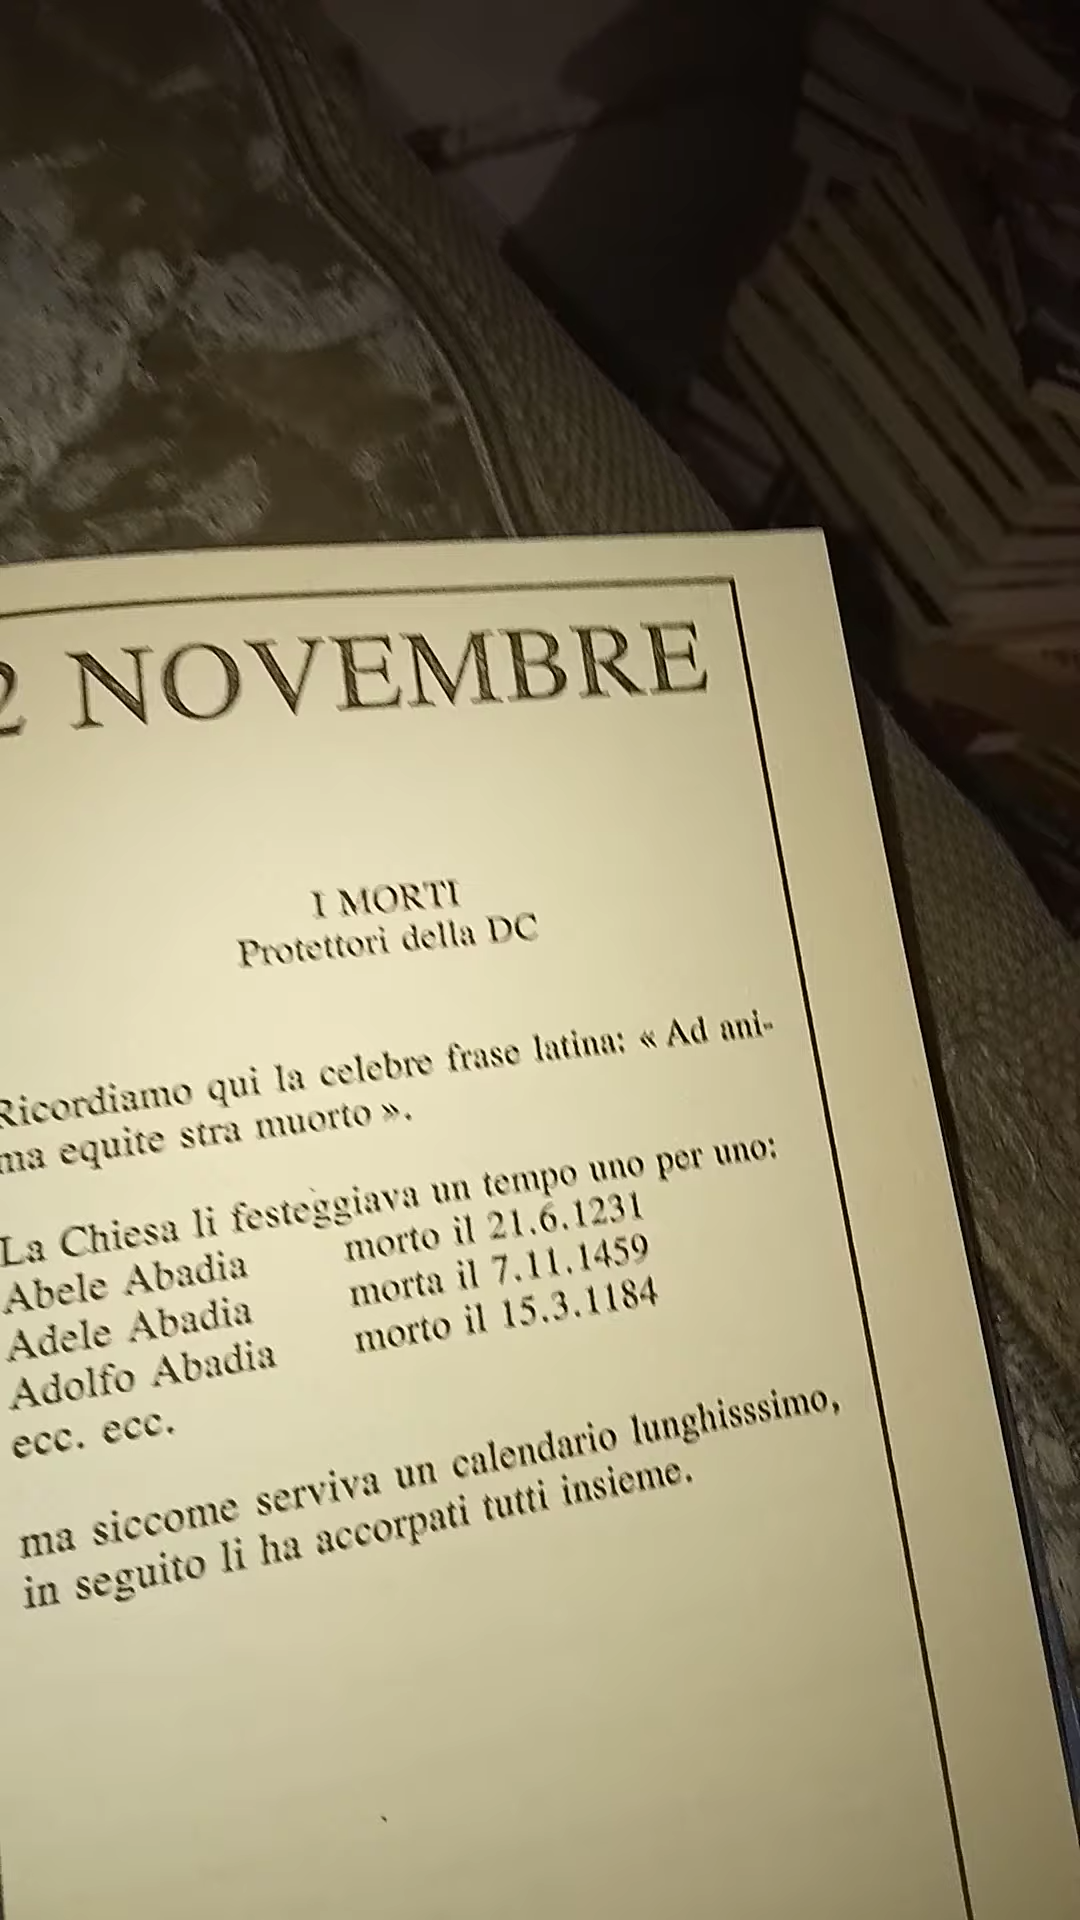 2 NOVEMBRE
I MORTI
Protettori della DC
Ricordiamo qui la celebre frase latina: « Ad ani-
ma equite stra muorto ».
La Chiesa li festeggiava un tempo uno per uno:
Abele Abadia morto il 21.6.1231
Adele Abadia morta il 7.11.1459
Adolfo Abadia morto il 15.3.1184
ecc. ecc.
ma siccome serviva un calendario lunghisssimo,
in seguito li ha accorpati tutti insieme.